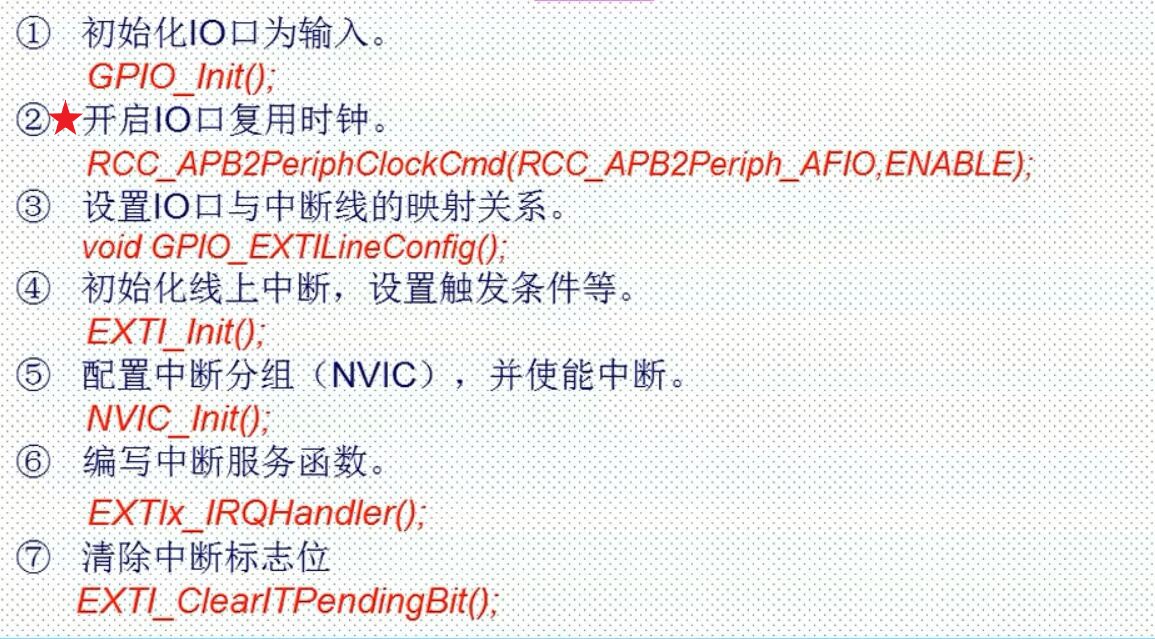 ① 初始化IO口为输入。
GPIO_Init();
②★开启IO口复用时钟。
RCC_APB2PeriphClockCmd(RCC_APB2Periph_AFIO,ENABLE);
③ 设置IO口与中断线的映射关系。
void GPIO_EXTILineConfig();
④ 初始化线上中断，设置触发条件等。
EXTI_Init();
⑤ 配置中断分组（NVIC），并使能中断。
NVIC_Init();
⑥ 编写中断服务函数。
EXTIx_IRQHandler();
⑦ 清除中断标志位
EXTI_ClearITPendingBit();